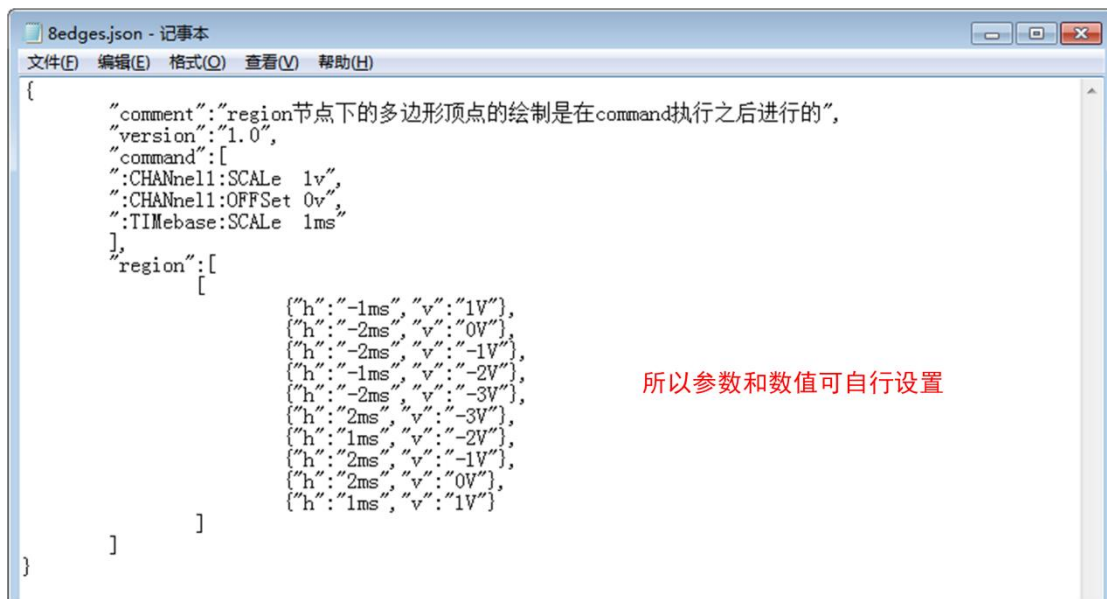 8edges.json - 记事本
文件(F) 编辑(E) 格式(O) 查看(V) 帮助(H)
{
"comment":"region节点下的多边形顶点的绘制是在command执行之后进行的",
"version":"1.0",
"command":[
":CHANnel1:SCALe  1v",
":CHANnel1:OFFSet 0v",
":TIMebase:SCALe  1ms"
],
"region":[
[
{"h":"-1ms","v":"1V"},
{"h":"-2ms","v":"0V"},
{"h":"-2ms","v":"-1V"},
{"h":"-1ms","v":"-2V"},
{"h":"-2ms","v":"-3V"},
{"h":"2ms","v":"-3V"},
{"h":"1ms","v":"-2V"},
{"h":"2ms","v":"-1V"},
{"h":"2ms","v":"0V"},
{"h":"1ms","v":"1V"}
]
]
}
所以参数和数值可自行设置